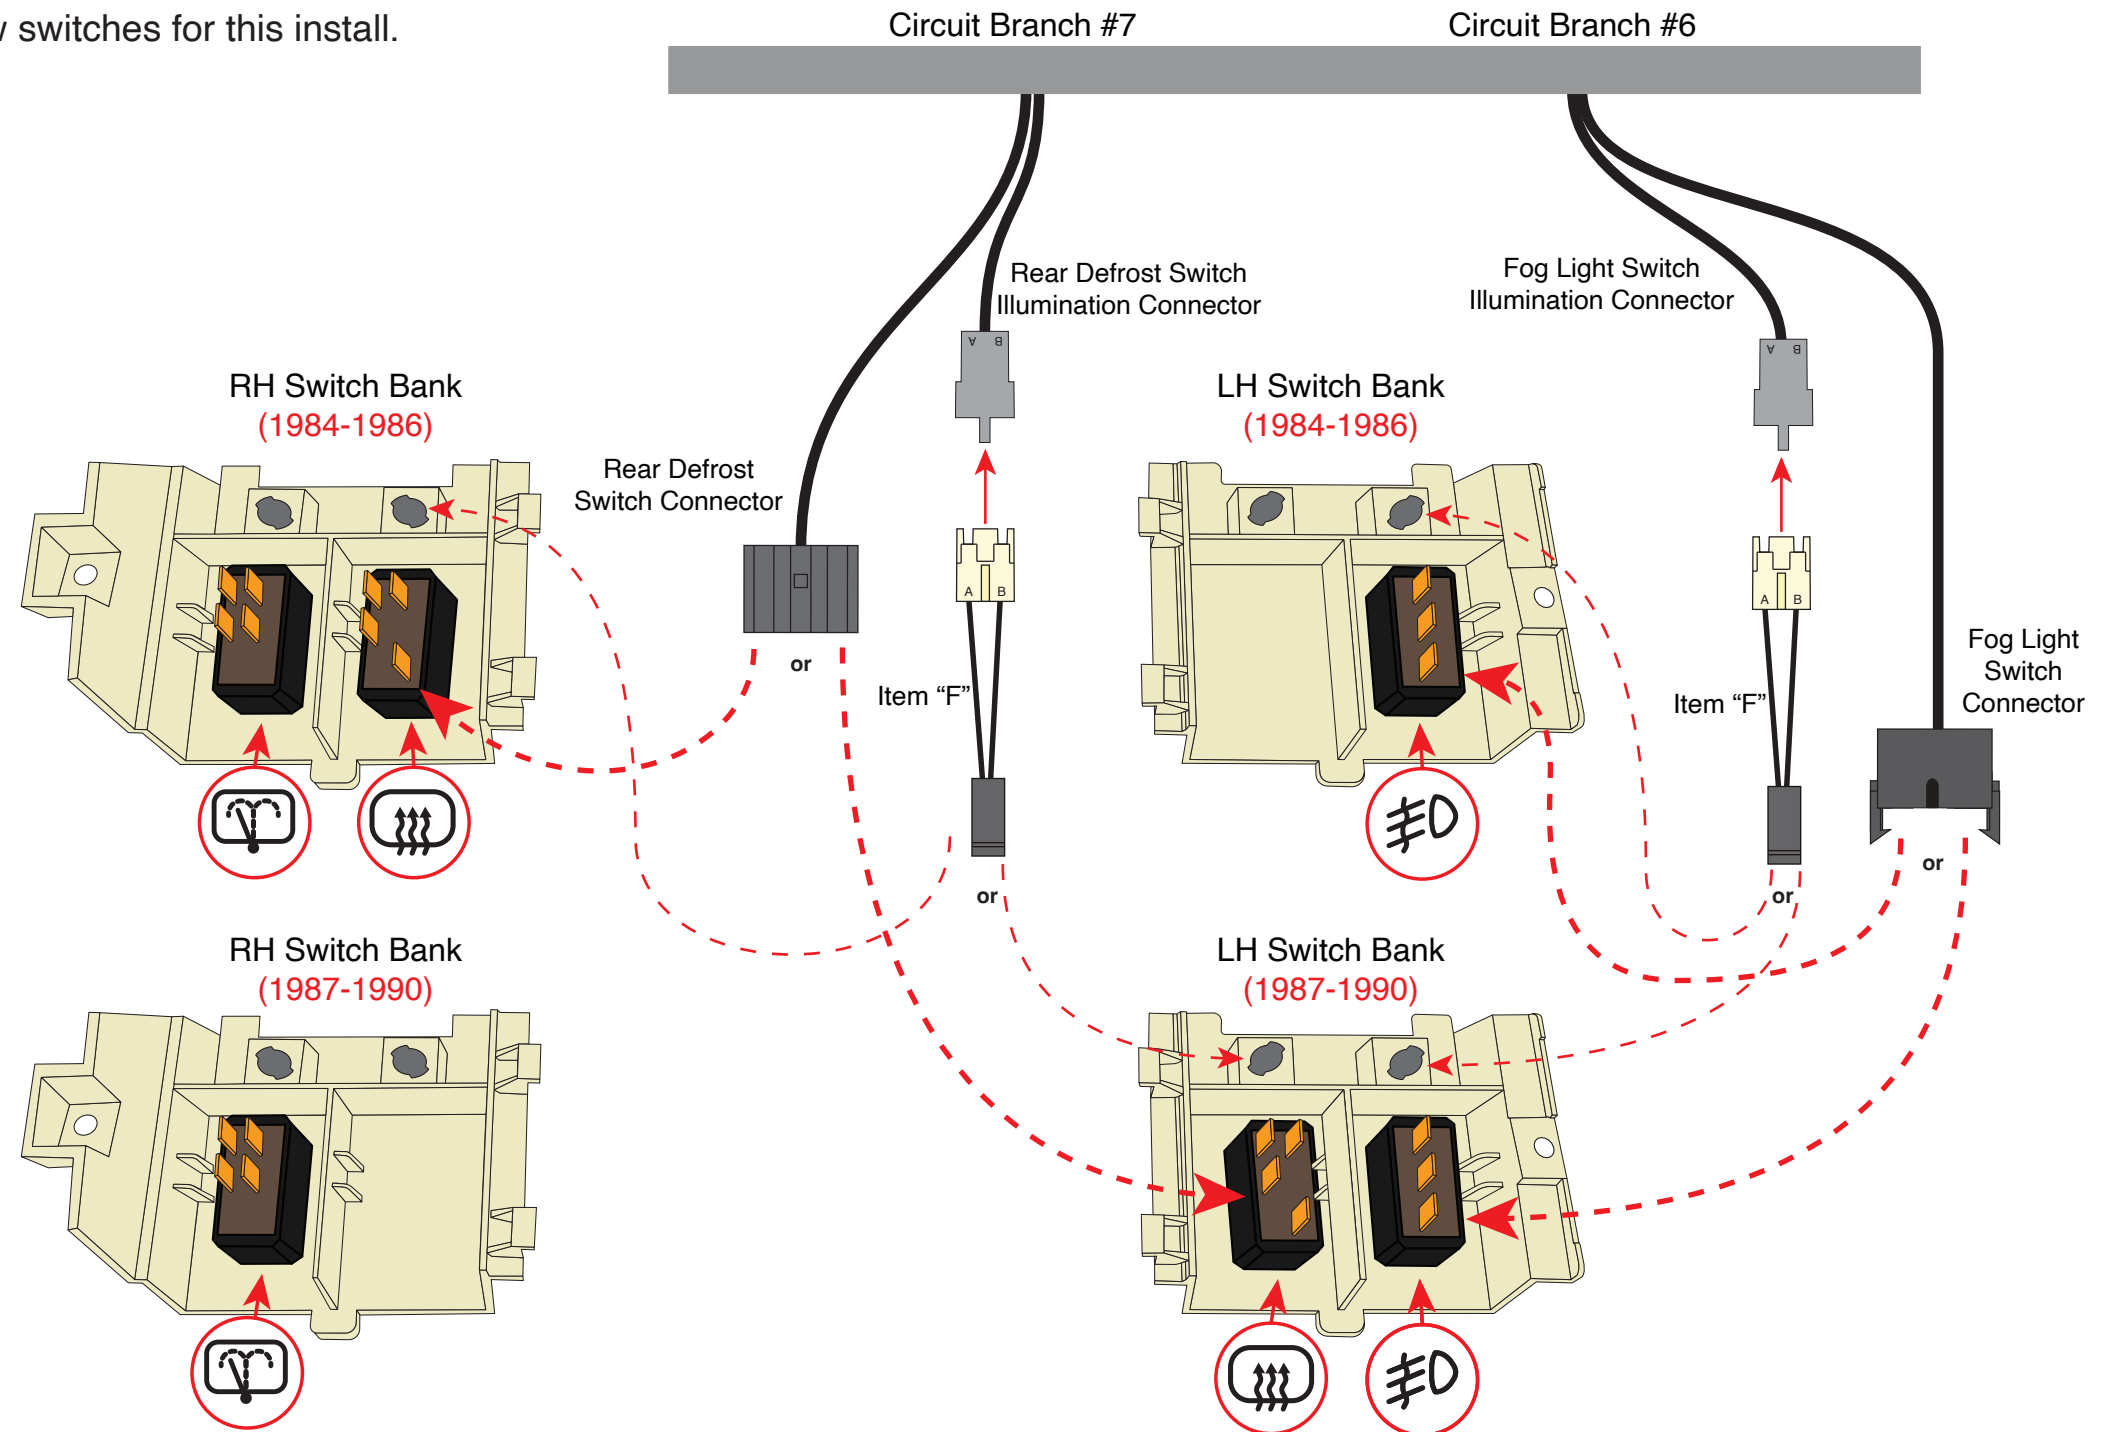 switches for this install.
Circuit Branch #7
Circuit Branch #6
Rear Defrost Switch
Illumination Connector
Fog Light Switch
Illumination Connector
A B
A B
RH Switch Bank
(1984-1986)
LH Switch Bank
(1984-1986)
Rear Defrost
Switch Connector
A B
A B
or
Item “F”
Item “F”
Fog Light
Switch
Connector
or
or
or
RH Switch Bank
(1987-1990)
LH Switch Bank
(1987-1990)